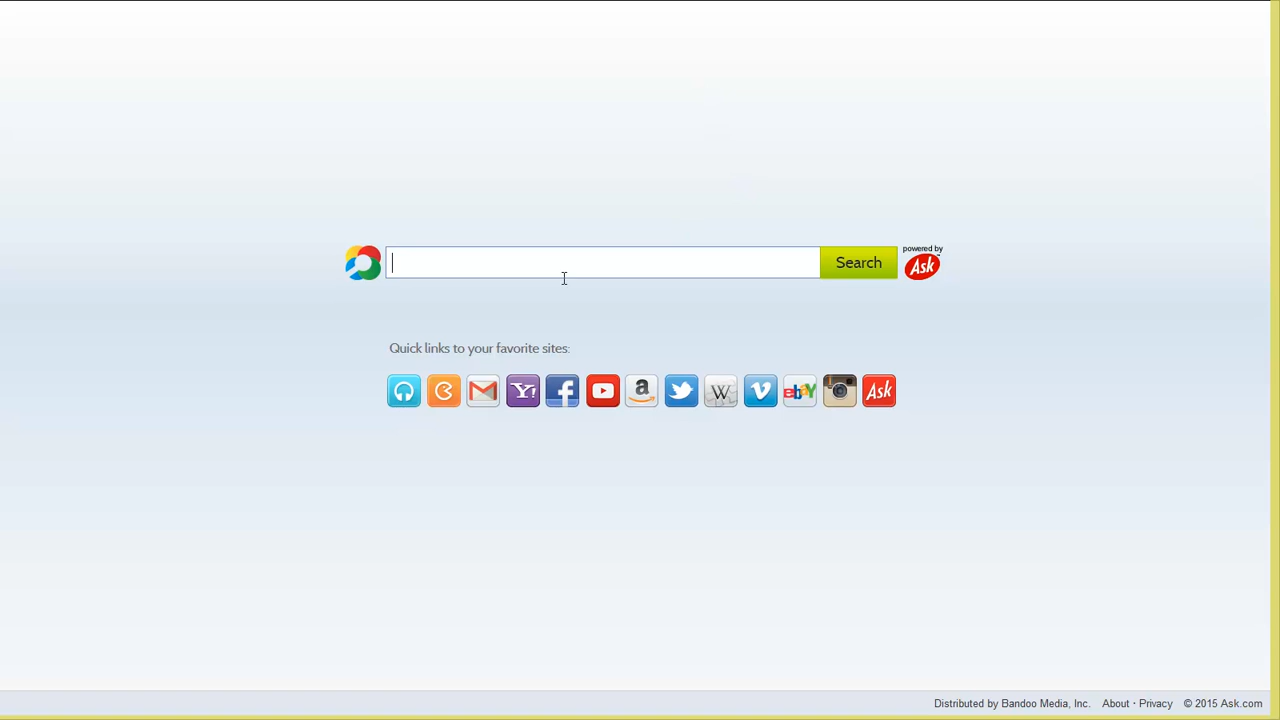 powered by
Ask
Search
Quick links to your favorite sites:
Y!
f
a
W
v
ebay
Ask
Distributed by Bandoo Media, Inc. About · Privacy © 2015 Ask.com